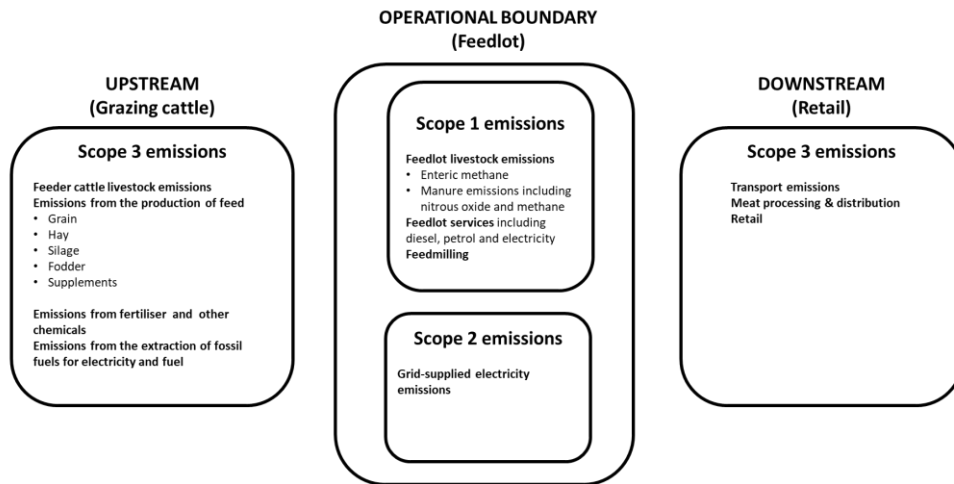 OPERATIONAL BOUNDARY
(Feedlot)
UPSTREAM
(Grazing cattle)
Scope 3 emissions
Feeder cattle livestock emissions
Emissions from the production of feed
• Grain
• Hay
• Silage
• Fodder
• Supplements
Emissions from fertiliser and other
chemicals
Emissions from the extraction of fossil
fuels for electricity and fuel
Scope 1 emissions
Feedlot livestock emissions
• Enteric methane
• Manure emissions including
nitrous oxide and methane
Feedlot services including
diesel, petrol and electricity
Feedmilling
Scope 2 emissions
Grid-supplied electricity
emissions
DOWNSTREAM
(Retail)
Scope 3 emissions
Transport emissions
Meat processing & distribution
Retail